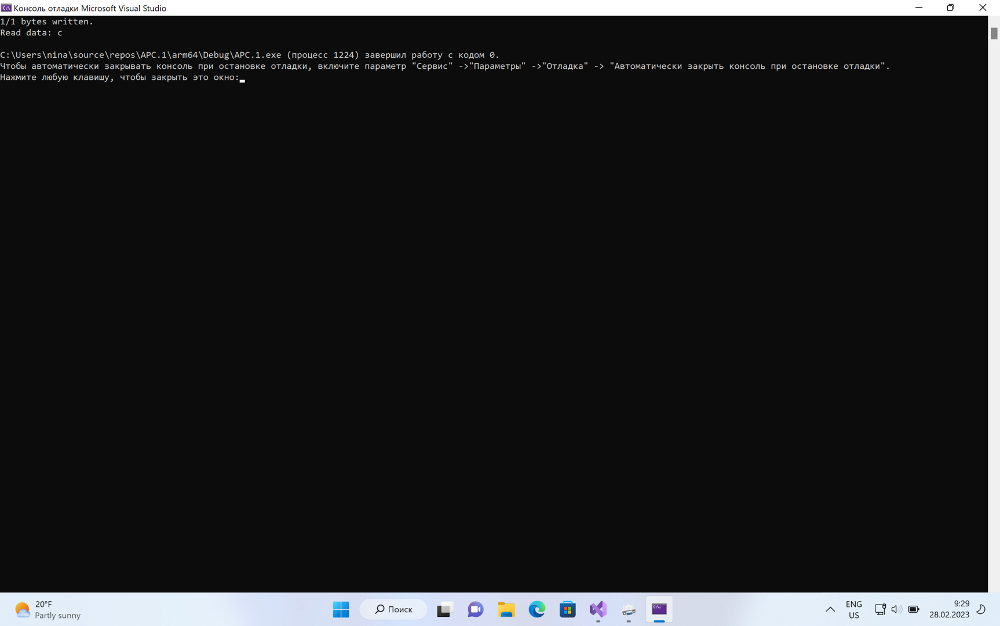 Консоль отладки Microsoft Visual Studio
1/1 bytes written.
Read data: c
C:\Users\nina\source\repos\APC.1\arm64\Debug\APC.1.exe (процесс 1224) завершил работу с кодом 0.
Чтобы автоматически закрывать консоль при остановке отладки, включите параметр "Сервис" ->"Параметры" ->"Отладка" -> "Автоматически закрыть консоль при остановке отладки".
Нажмите любую клавишу, чтобы закрыть это окно:
20°F
Partly sunny
Поиск
ENG
US
9:29
28.02.2023